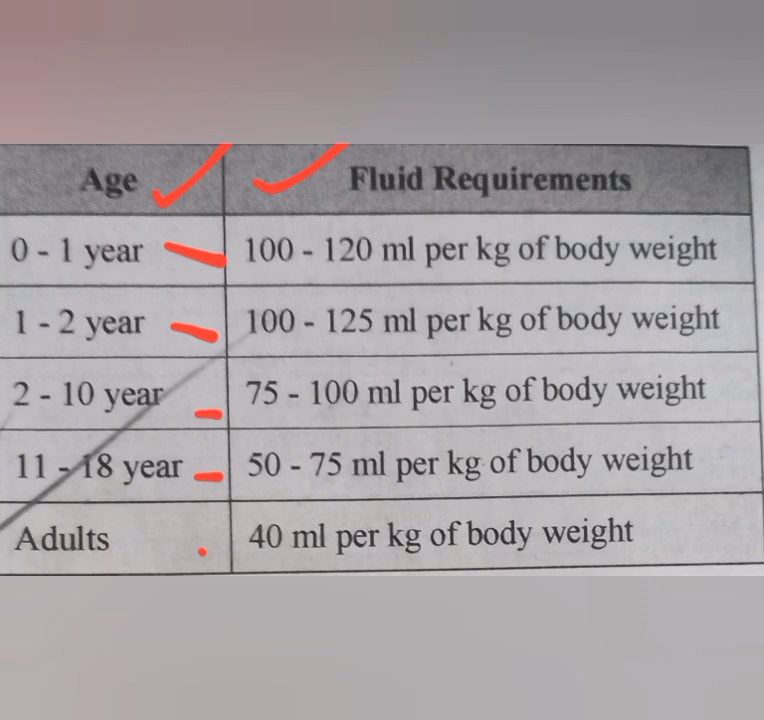 Age Fluid Requirements
0 - 1 year 100 - 120 ml per kg of body weight
1 - 2 year 100 - 125 ml per kg of body weight
2 - 10 year 75 - 100 ml per kg of body weight
11 - 18 year 50 - 75 ml per kg of body weight
Adults 40 ml per kg of body weight